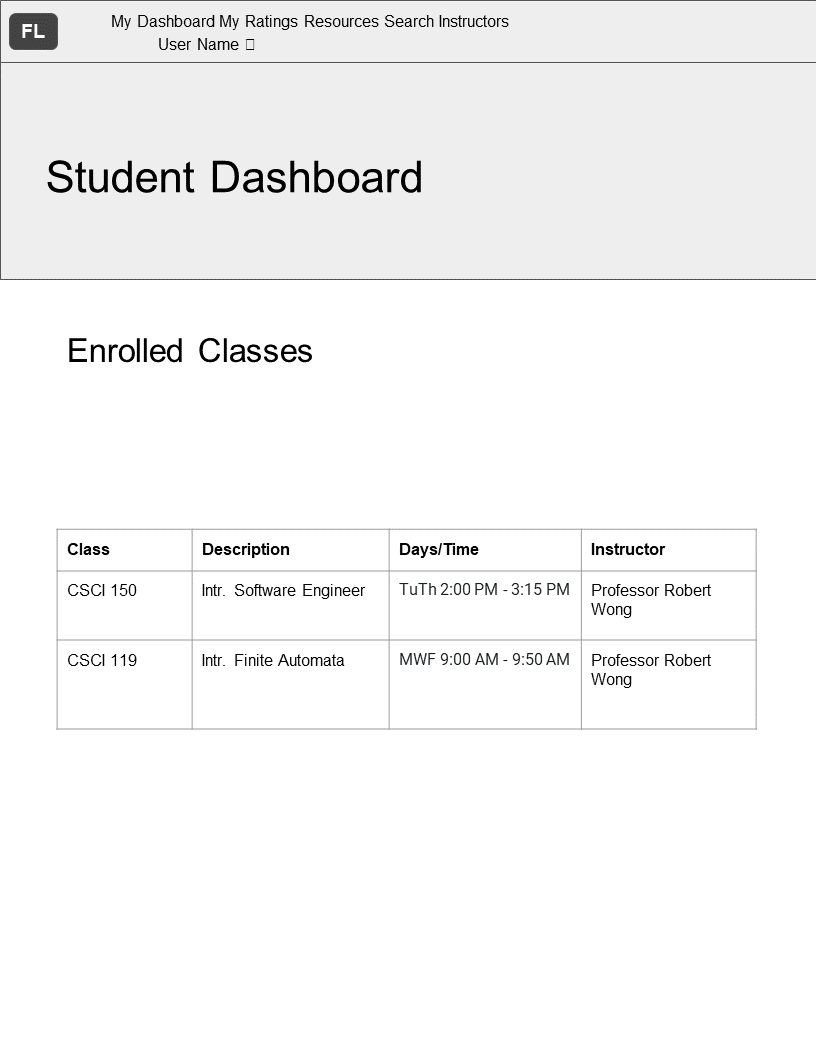 FL
My Dashboard My Ratings Resources Search Instructors
User Name
Student Dashboard
Enrolled Classes
Class Description Days/Time Instructor
CSCI 150 Intr. Software Engineer TuTh 2:00 PM - 3:15 PM Professor Robert
Wong
CSCI 119 Intr. Finite Automata MWF 9:00 AM - 9:50 AM Professor Robert
Wong